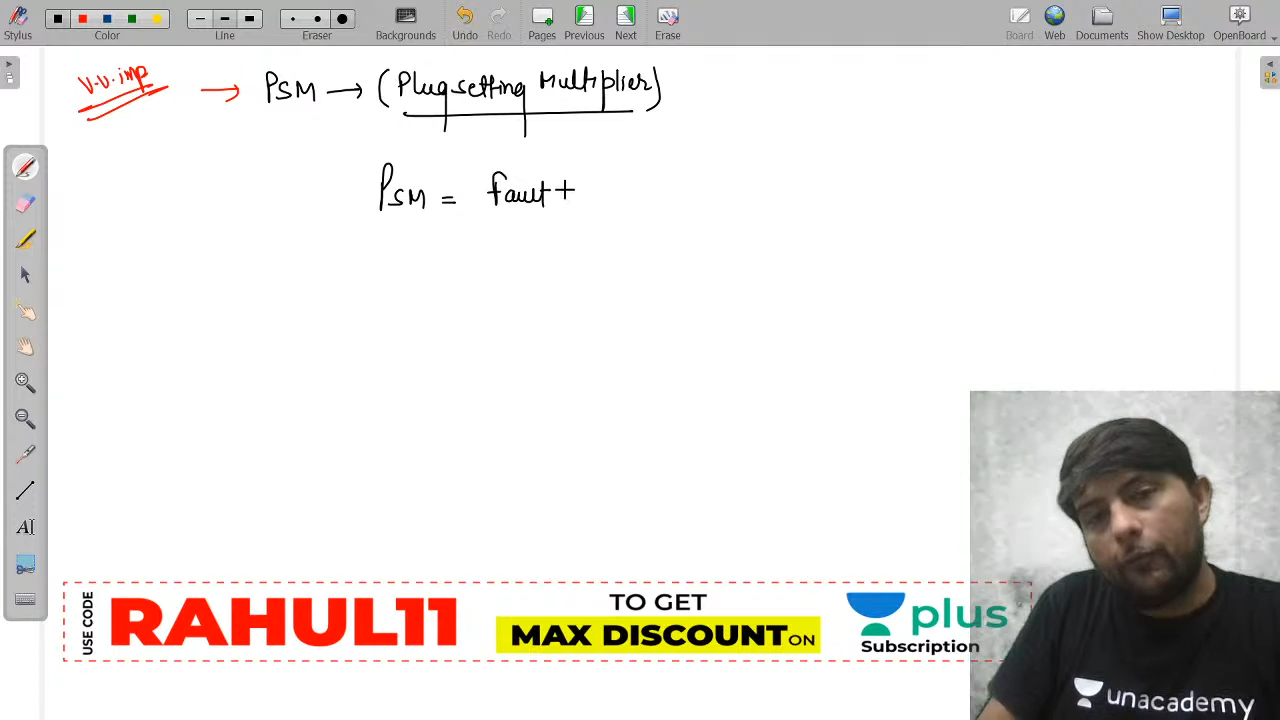 Stylus Color Line Eraser Backgrounds Undo Redo Pages Previous Next Erase Board Web Documents Show Desktop OpenBoard
V.V.imp → PSM → (Plug setting Multiplier)
PSM = fault
AI
USE CODE RAHUL11 TO GET
MAX DISCOUNT ON
plus
Subscription
unacademy